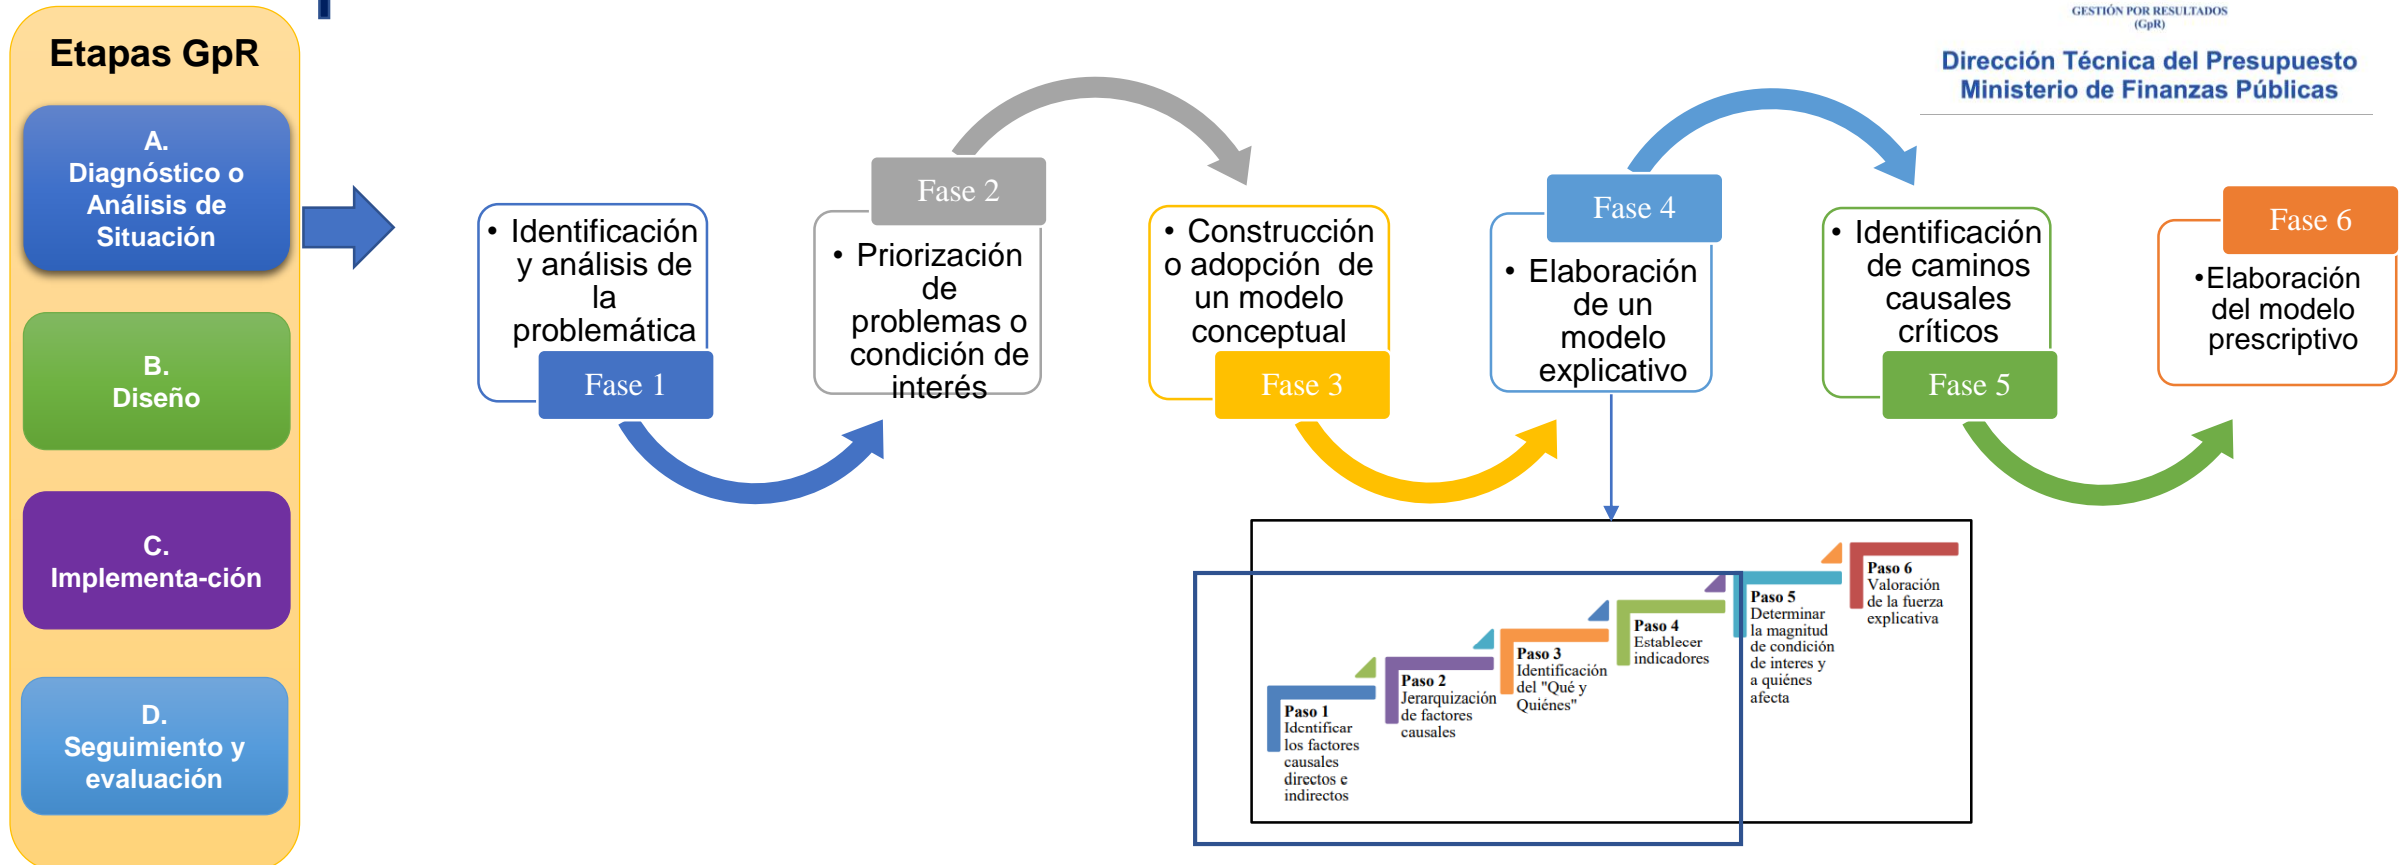 GESTIÓN POR RESULTADOS
(GpR)
Dirección Técnica del Presupuesto
Ministerio de Finanzas Públicas
Etapas GpR
A.
Diagnóstico o
Análisis de
Situación
B.
Diseño
C.
Implementa-ción
D.
Seguimiento y
evaluación
• Identificación
y análisis de
la
problemática
Fase 1
Fase 2
• Priorización
de
problemas o
condición de
interés
• Construcción
o adopción de
un modelo
conceptual
Fase 3
Fase 4
• Elaboración
de un
modelo
explicativo
• Identificación
de caminos
causales
críticos
Fase 5
Fase 6
•Elaboración
del modelo
prescriptivo
Paso 1
Identificar
los factores
causales
directos e
indirectos
Paso 2
Jerarquización
de factores
causales
Paso 3
Identificación
del "Qué y
Quiénes"
Paso 4
Establecer
indicadores
Paso 5
Determinar
la magnitud
de condición
de interes y
a quiénes
afecta
Paso 6
Valoración
de la fuerza
explicativa